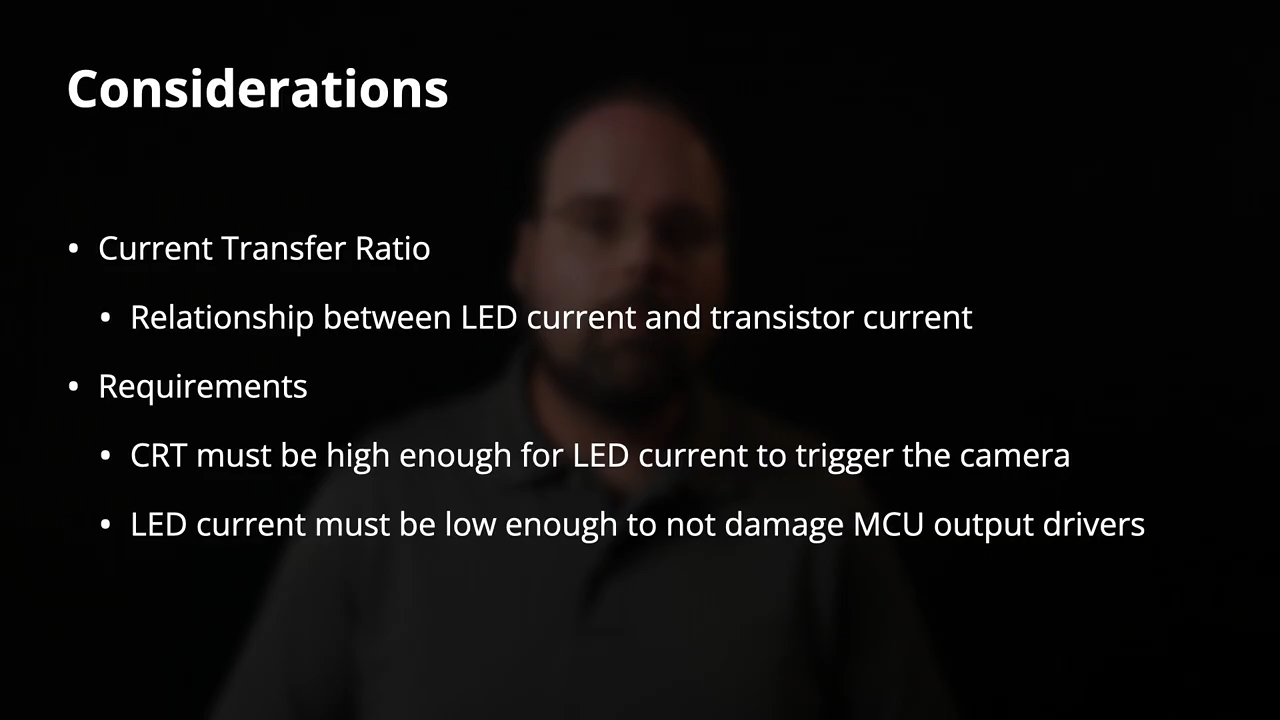 Considerations
• Current Transfer Ratio
• Relationship between LED current and transistor current
• Requirements
• CRT must be high enough for LED current to trigger the camera
• LED current must be low enough to not damage MCU output drivers